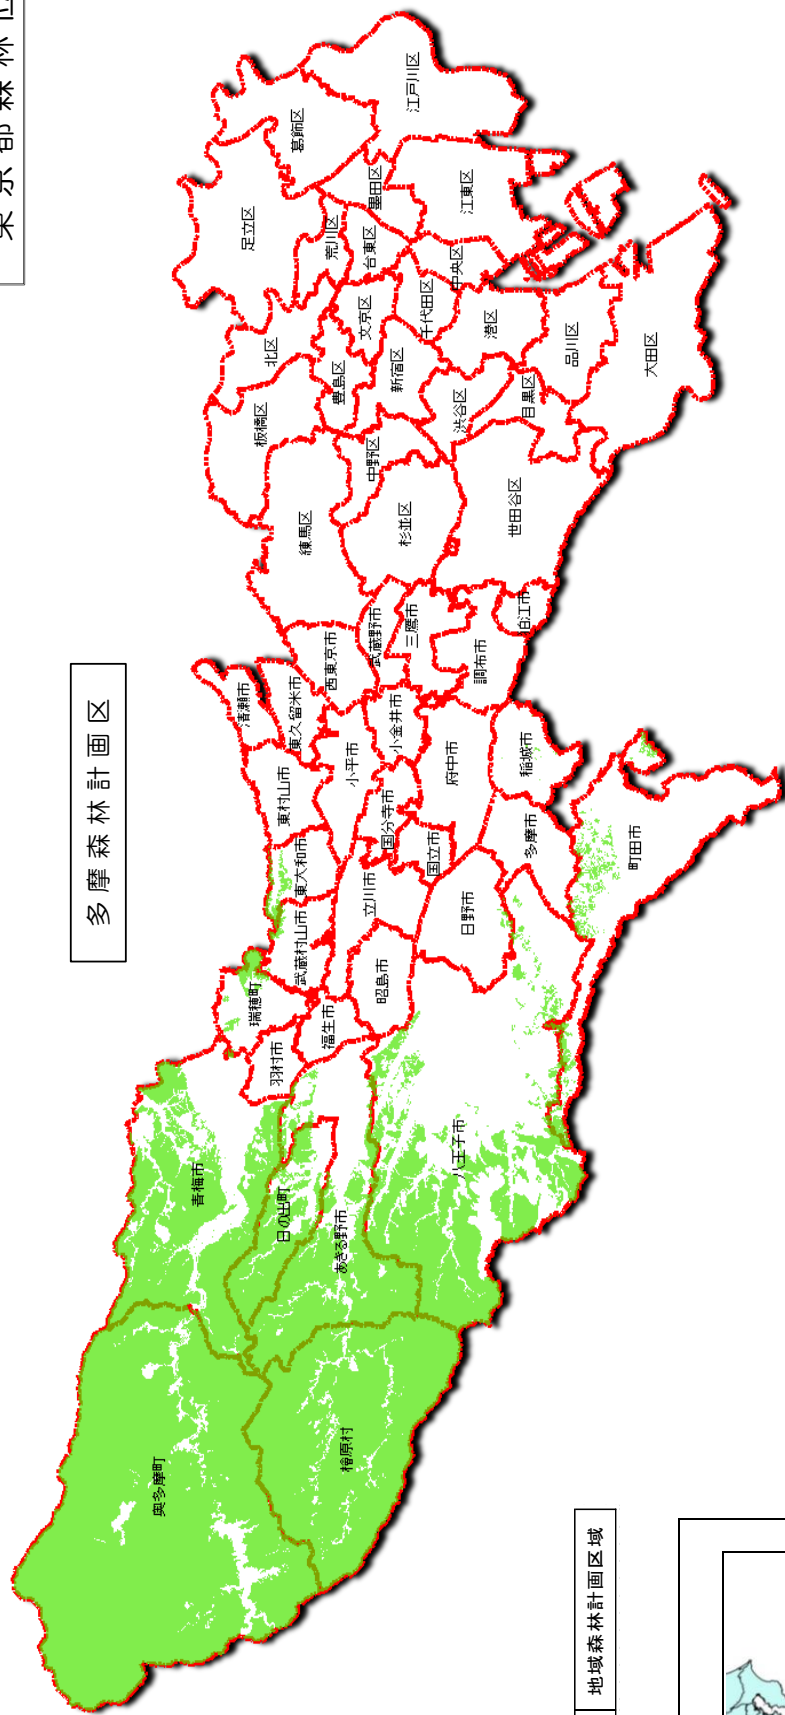 東京都森林位
多摩森林計画区
奥多摩町
檜原村
青梅市
日の出町
あきる野市
八王子市
羽村市
瑞穂町
福生市
武蔵村山市
昭島市
東大和市
立川市
日野市
東村山市
小平市
国分寺市
国立市
多摩市
町田市
清瀬市
東久留米市
小金井市
府中市
稲城市
西東京市
武蔵野市
三鷹市
調布市
狛江市
練馬区
杉並区
世田谷区
板橋区
中野区
北区
豊島区
新宿区
渋谷区
目黒区
文京区
千代田区
港区
品川区
大田区
足立区
荒川区
台東区
中央区
葛飾区
墨田区
江東区
江戸川区
地域森林計画区域